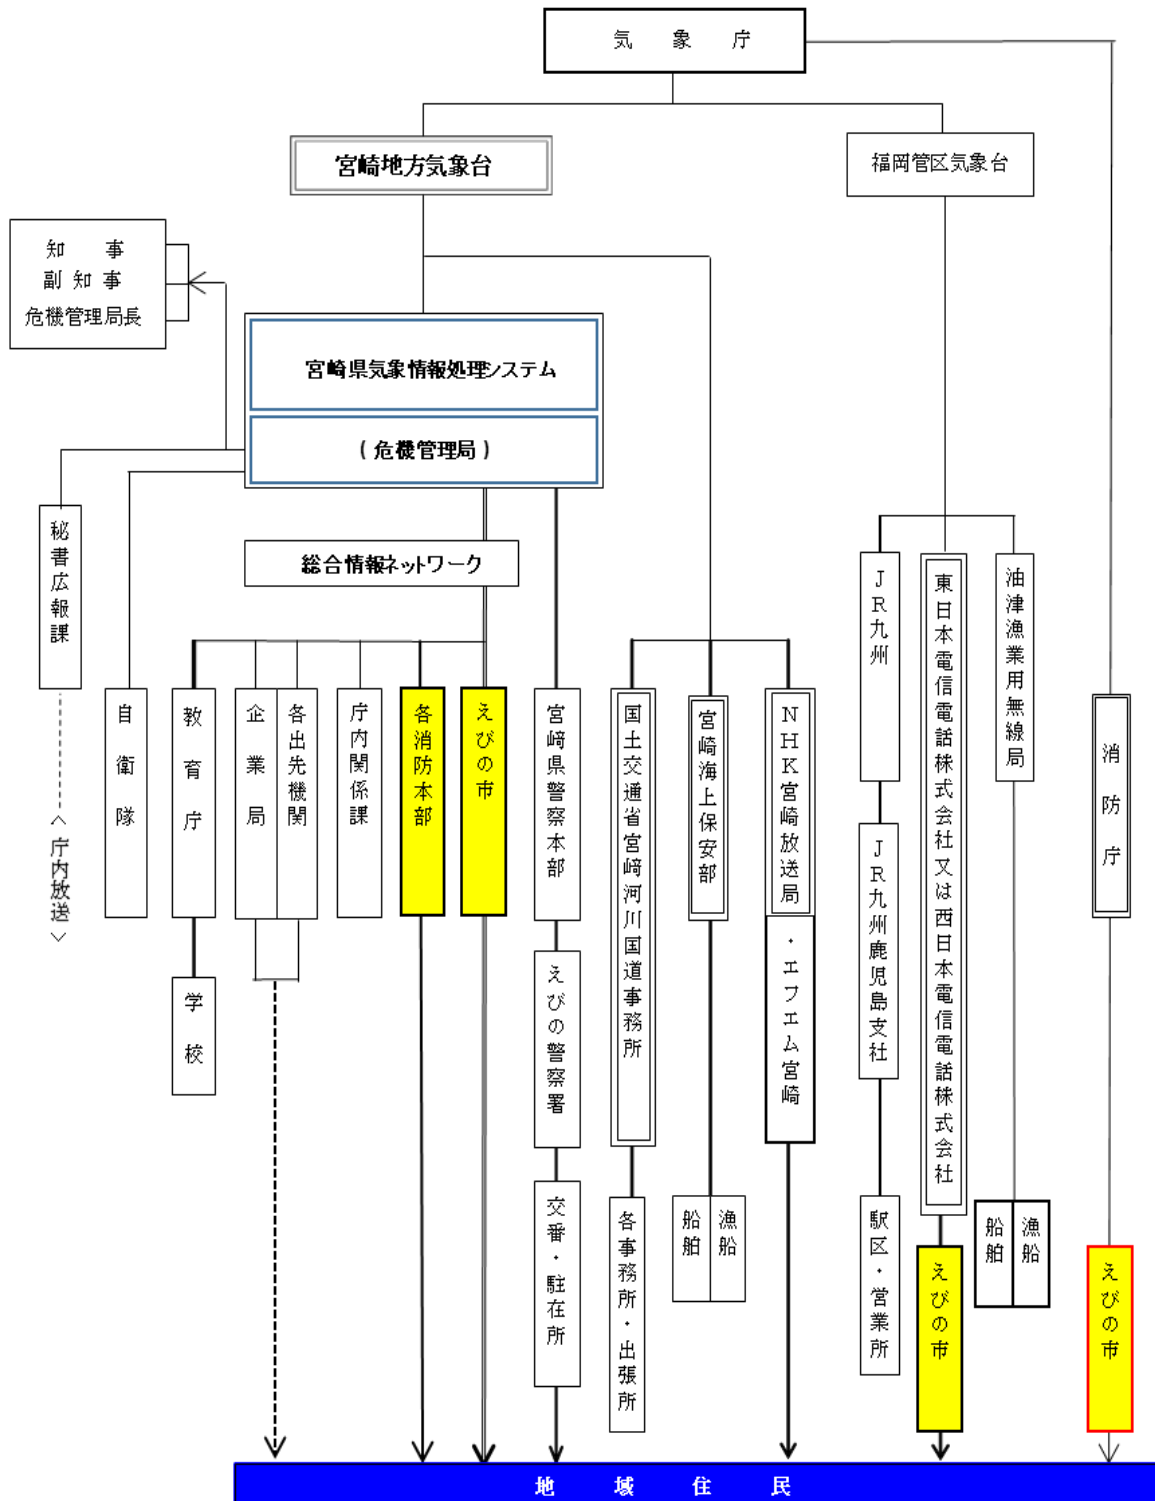 気象庁
宮崎地方気象台
福岡管区気象台
知事
副知事
危機管理局長
宮崎県気象情報処理システム
(危機管理局)
総合情報ネットワーク
秘書広報課
<庁内放送>
自衛隊
教育庁
学校
企業局
各出先機関
庁内関係課
各消防本部
えびの市
宮崎県警察本部
えびの警察署
交番・駐在所
国土交通省宮崎河川国道事務所
各事務所・出張所
宮崎海上保安部
船舶
漁船
NHK宮崎放送局
・エフエム宮崎
JR九州
JR九州鹿児島支社
駅区・営業所
東日本電信電話株式会社又は西日本電信電話株式会社
えびの市
油津漁業用無線局
船舶
漁船
消防庁
えびの市
地域住民